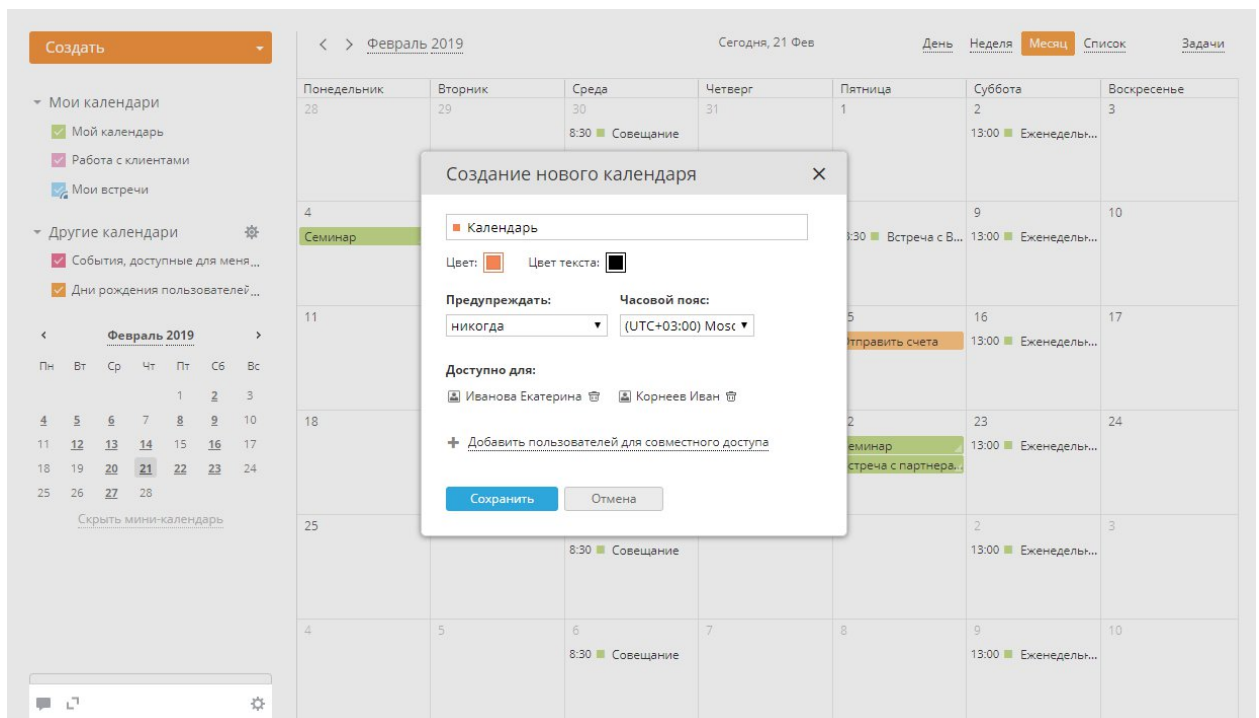 Создать
Февраль 2019
Сегодня, 21 Фев
День Неделя Месяц Список Задачи
Мои календари
Мой календарь
Работа с клиентами
Мои встречи
Другие календари
События, доступные для меня...
Дни рождения пользователей...
Февраль 2019
Пн Вт Ср Чт Пт Сб Вс
1 2 3
4 5 6 7 8 9 10
11 12 13 14 15 16 17
18 19 20 21 22 23 24
25 26 27 28
Скрыть мини-календарь
Понедельник Вторник Среда Четверг Пятница Суббота Воскресенье
28 29 30 31 1 2 3
8:30 Совещание 13:00 Еженедельн...
4 9 10
Семинар Встреча с В... 13:00 Еженедельн...
11 16 17
Отправить счета 13:00 Еженедельн...
18 23 24
13:00 Еженедельн...
25 2 3
8:30 Совещание 13:00 Еженедельн...
4 5 6 7 8 9 10
8:30 Совещание 13:00 Еженедельн...
Создание нового календаря
Календарь
Цвет: Цвет текста:
Предупреждать: Часовой пояс:
никогда (UTC+03:00) Mosc
Доступно для:
Иванова Екатерина Корнеев Иван
Добавить пользователей для совместного доступа
Сохранить Отмена